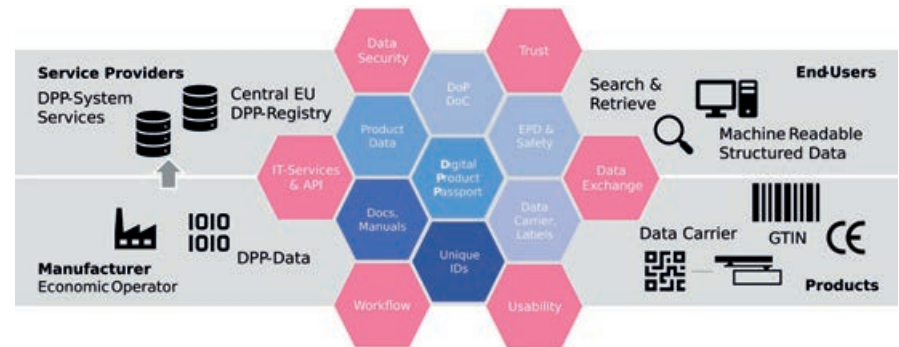 Service Providers
DPP-System
Services
Central EU
DPP-Registry
Manufacturer
Economic Operator
1010
1010
DPP-Data
Data
Security
Trust
DoP
DoC
Product
Data
EPD &
Safety
IT-Services
& API
Digital
Product
Passport
Data
Exchange
Docs,
Manuals
Data
Carrier,
Labels
Unique
IDs
Workflow
Usability
End-Users
Search &
Retrieve
Machine Readable
Structured Data
Data Carrier
GTIN
CE
Products